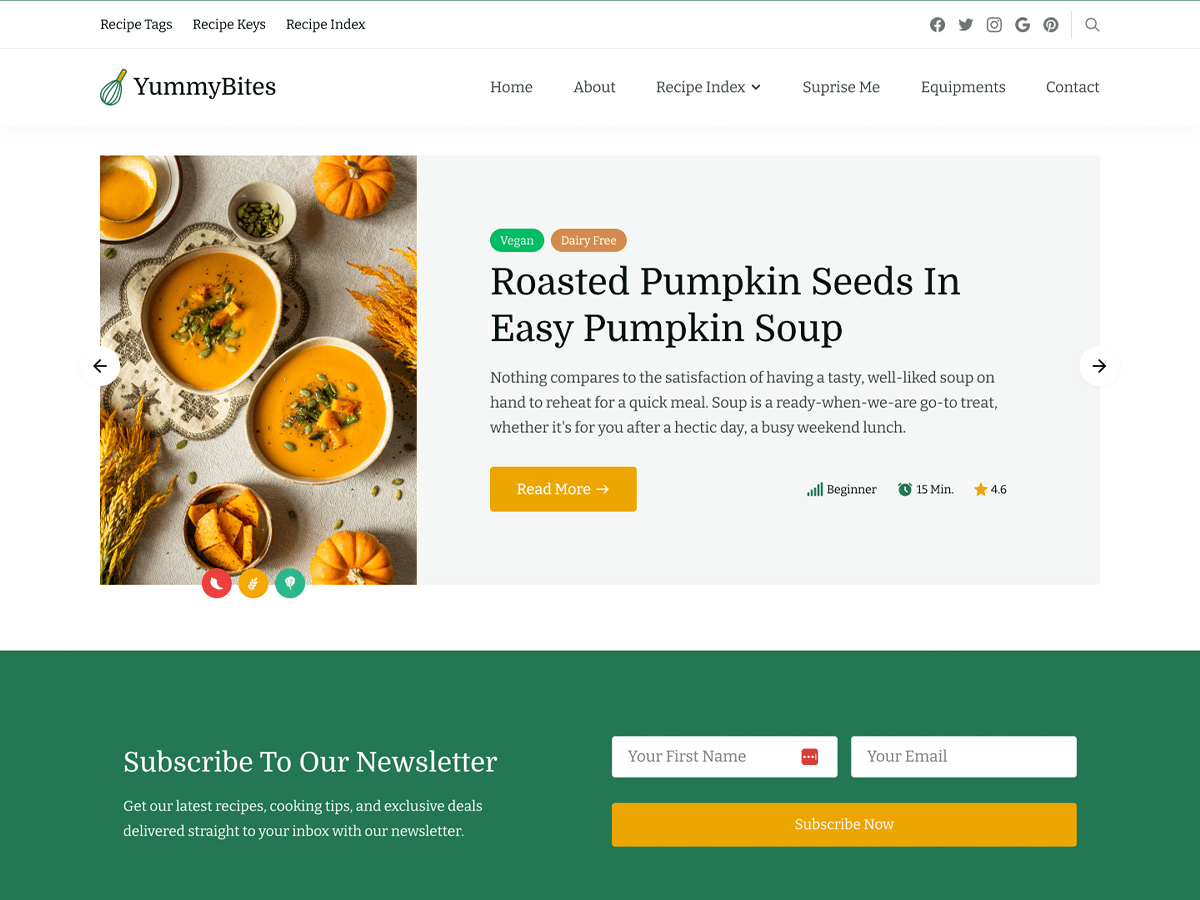 Recipe Tags Recipe Keys Recipe Index
YummyBites
Home About Recipe Index Suprise Me Equipments Contact
Vegan Dairy Free
Roasted Pumpkin Seeds In
Easy Pumpkin Soup
Nothing compares to the satisfaction of having a tasty, well-liked soup on
hand to reheat for a quick meal. Soup is a ready-when-we-are go-to treat,
whether it's for you after a hectic day, a busy weekend lunch.
Read More →
Beginner 15 Min. 4.6
Subscribe To Our Newsletter
Get our latest recipes, cooking tips, and exclusive deals
delivered straight to your inbox with our newsletter.
Your First Name Your Email
Subscribe Now